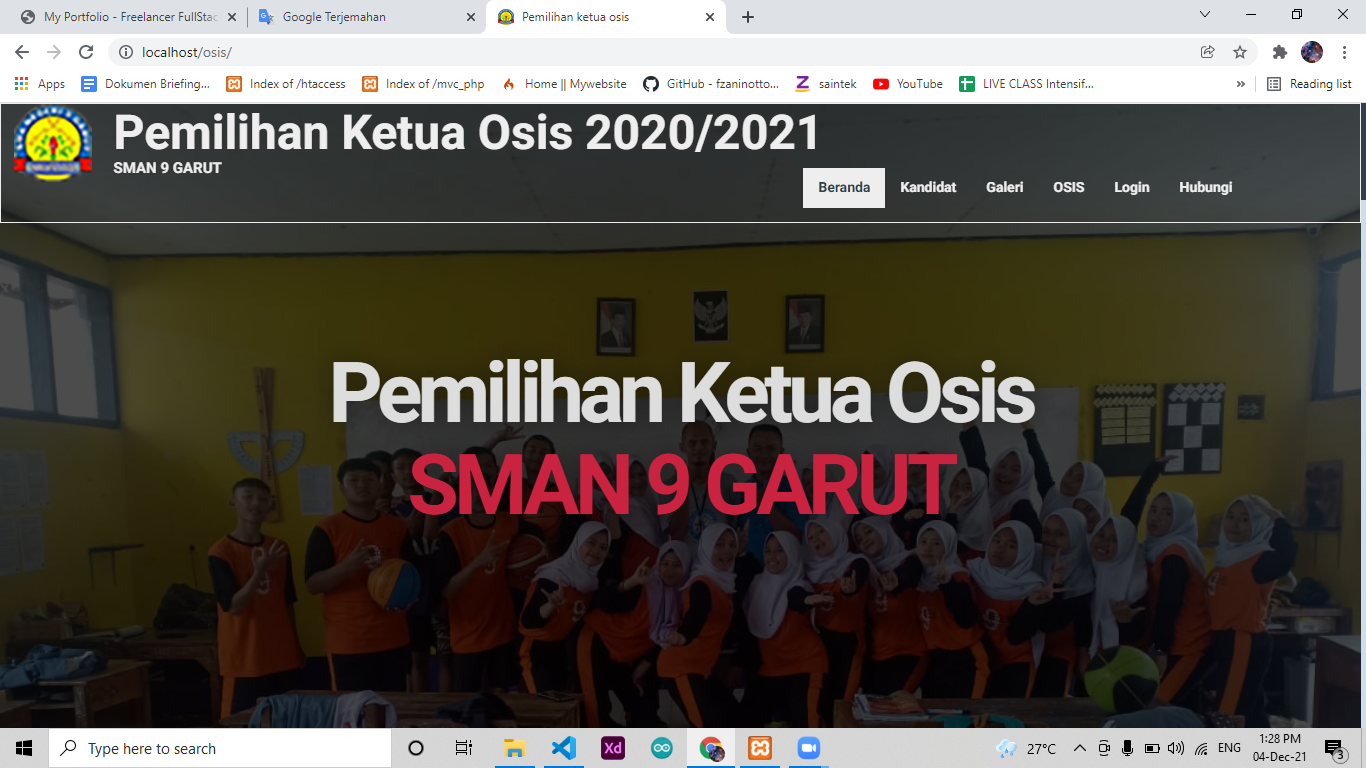 My Portfolio - Freelancer FullStac
Google Terjemahan
Pemilihan ketua osis
localhost/osis/
Apps
Dokumen Briefing...
Index of /htaccess
Index of /mvc_php
Home || Mywebsite
GitHub - fzaninotto...
saintek
YouTube
LIVE CLASS Intensif...
»
Reading list
Pemilihan Ketua Osis 2020/2021
SMAN 9 GARUT
Beranda
Kandidat
Galeri
OSIS
Login
Hubungi
Pemilihan Ketua Osis
SMAN 9 GARUT
Type here to search
Xd
27°C
ENG
1:28 PM
04-Dec-21
3